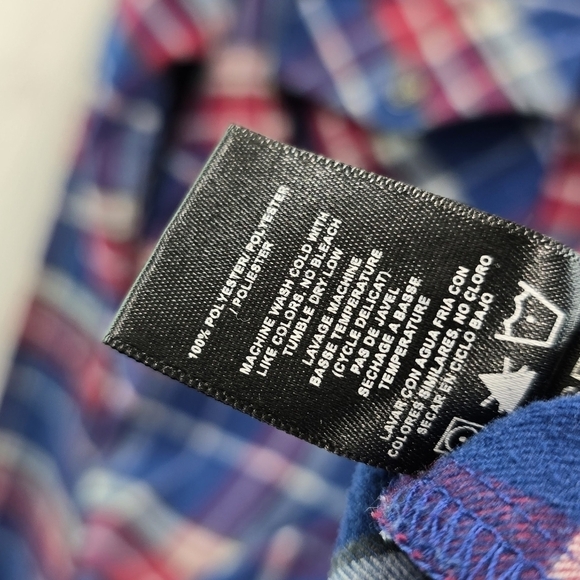 100% POLYESTER/ POLYESTER
/ POLIESTER
MACHINE WASH COLD WITH
LIKE COLORS, NO BLEACH
TUMBLE DRY LOW
LAVAGE MACHINE
BASSE TEMPERATURE
(CYCLE DELICAT)
PAS DE JAVEL
SECHAGE A BASSE
TEMPERATURE
LAVAR CON AGUA FRIA CON
COLORES SIMILARES, NO CLORO
SECAR EN CICLO BAJO